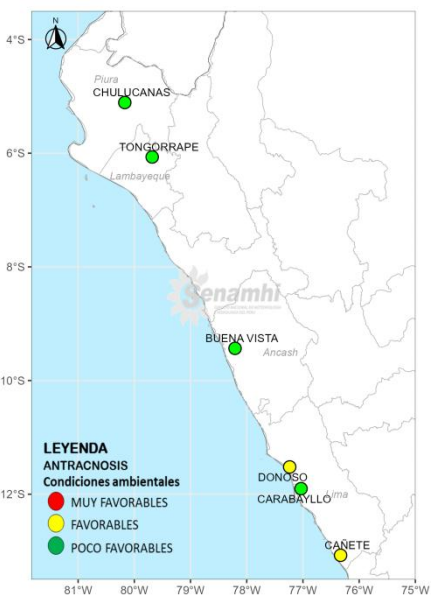 N
4°S
Piura
CHULUCANAS
TONGORRAPE
6°S
Lambayeque
8°S
Senamhi
BUENA VISTA
Ancash
10°S
LEYENDA
ANTRACNOSIS
Condiciones ambientales
MUY FAVORABLES
FAVORABLES
POCO FAVORABLES
DONOSO
12°S
CARABAYLLO
Lima
CAÑETE
81°W 80°W 79°W 78°W 77°W 76°W 75°W